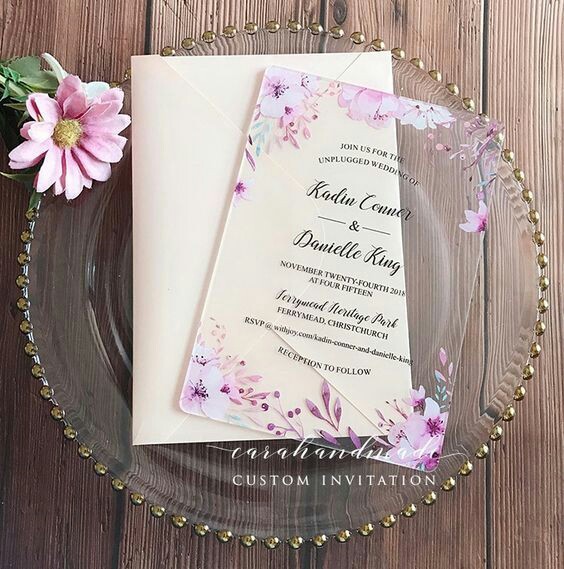 JOIN US FOR THE
UNPLUGGED WEDDING OF
Kadin Conner
&
Danielle King
NOVEMBER TWENTY-FOURTH 2018
AT FOUR FIFTEEN
Ferrymead Heritage Park
FERRYMEAD, CHRISTCHURCH
RSVP @ withjoy.com/kadin-conner-and-danielle-king
RECEPTION TO FOLLOW
carahandmade
CUSTOM INVITATION